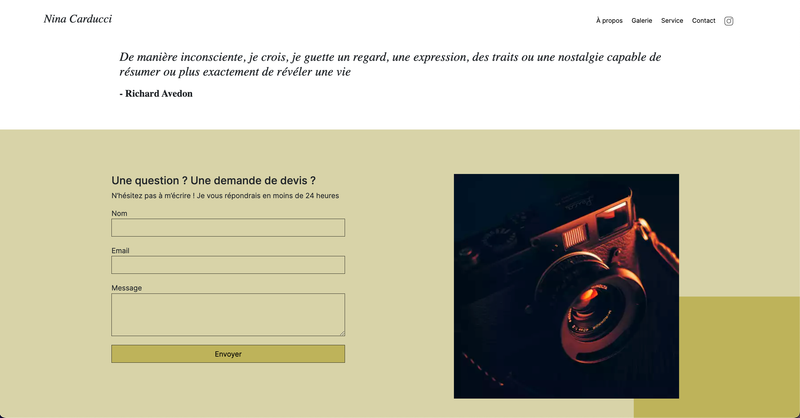 Nina Carducci
À propos Galerie Service Contact
De manière inconsciente, je crois, je guette un regard, une expression, des traits ou une nostalgie capable de
résumer ou plus exactement de révéler une vie
- Richard Avedon
Une question ? Une demande de devis ?
N'hésitez pas à m'écrire ! Je vous répondrais en moins de 24 heures
Nom
Email
Message
Envoyer